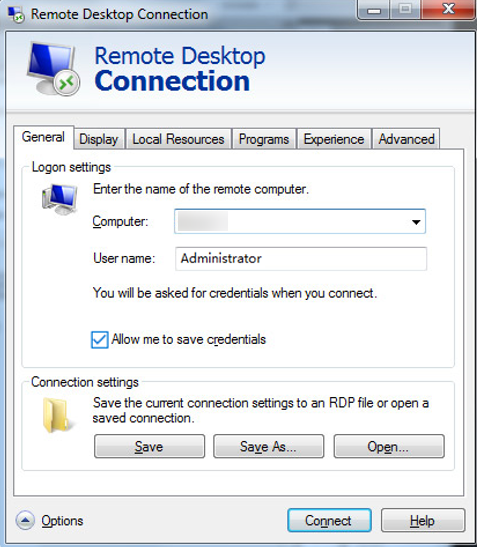 Remote Desktop Connection
Remote Desktop
Connection
General Display Local Resources Programs Experience Advanced
Logon settings
Enter the name of the remote computer.
Computer:
User name: Administrator
You will be asked for credentials when you connect.
Allow me to save credentials
Connection settings
Save the current connection settings to an RDP file or open a
saved connection.
Save Save As... Open...
Options Connect Help